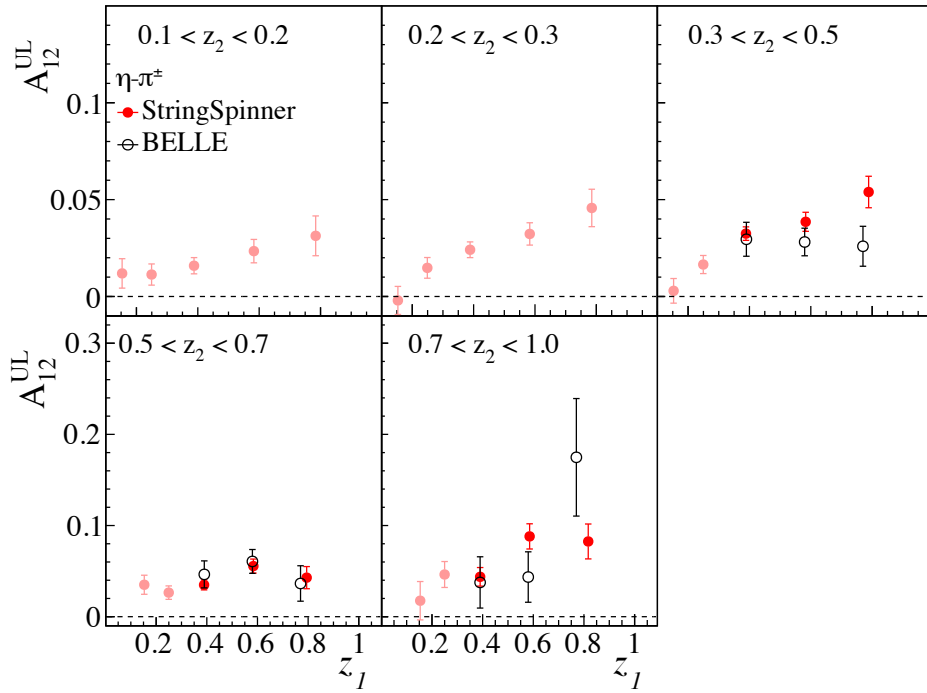 A₁₂ᵁᴸ
0.1 < z₂ < 0.2
0.2 < z₂ < 0.3
0.3 < z₂ < 0.5
η-π±
StringSpinner
BELLE
0.1
0.05
0
A₁₂ᵁᴸ
0.5 < z₂ < 0.7
0.7 < z₂ < 1.0
0.3
0.2
0.1
0
0.2 0.4 0.6 0.8 1
0.2 0.4 0.6 0.8 1
z₁
z₁